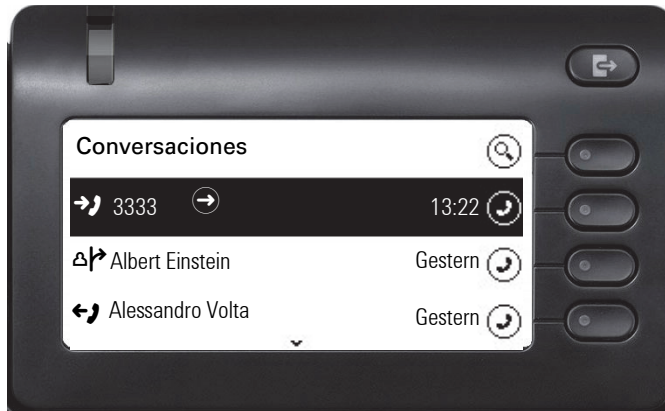 Conversaciones
3333 13:22
Albert Einstein Gestern
Alessandro Volta Gestern